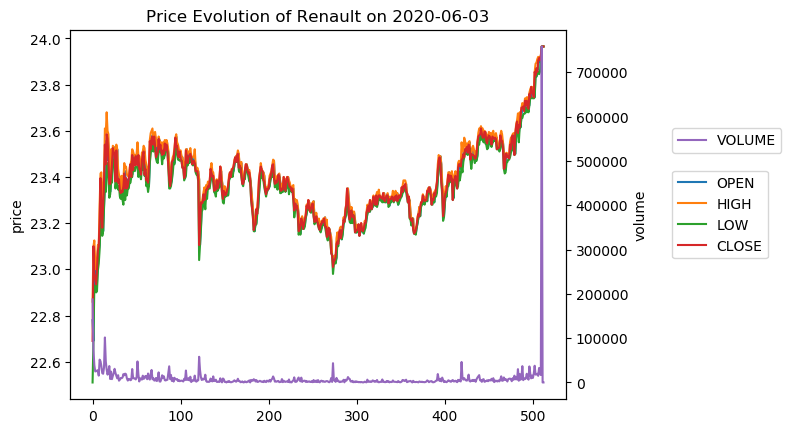 Price Evolution of Renault on 2020-06-03
24.0
23.8
23.6
23.4
23.2
23.0
22.8
22.6
price
0
100
200
300
400
500
700000
600000
500000
400000
300000
200000
100000
0
volume
VOLUME
OPEN
HIGH
LOW
CLOSE